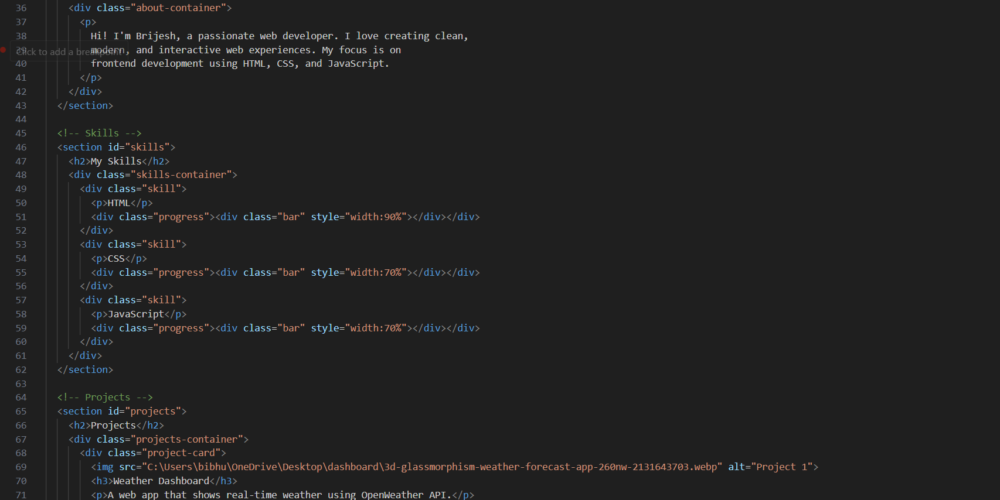 36 <div class="about-container">
37 <p>
38 Hi! I'm Brijesh, a passionate web developer. I love creating clean,
39 modern, and interactive web experiences. My focus is on
Click to add a breakpoint
40 frontend development using HTML, CSS, and JavaScript.
41 </p>
42 </div>
43 </section>
44
45 <!-- Skills -->
46 <section id="skills">
47 <h2>My Skills</h2>
48 <div class="skills-container">
49 <div class="skill">
50 <p>HTML</p>
51 <div class="progress"><div class="bar" style="width:90%"></div></div>
52 </div>
53 <div class="skill">
54 <p>CSS</p>
55 <div class="progress"><div class="bar" style="width:70%"></div></div>
56 </div>
57 <div class="skill">
58 <p>JavaScript</p>
59 <div class="progress"><div class="bar" style="width:70%"></div></div>
60 </div>
61 </div>
62 </section>
63
64 <!-- Projects -->
65 <section id="projects">
66 <h2>Projects</h2>
67 <div class="projects-container">
68 <div class="project-card">
69 <img src="C:\Users\bibhu\OneDrive\Desktop\dashboard\3d-glassmorphism-weather-forecast-app-260nw-2131643703.webp" alt="Project 1">
70 <h3>Weather Dashboard</h3>
71 <p>A web app that shows real-time weather using OpenWeather API.</p>